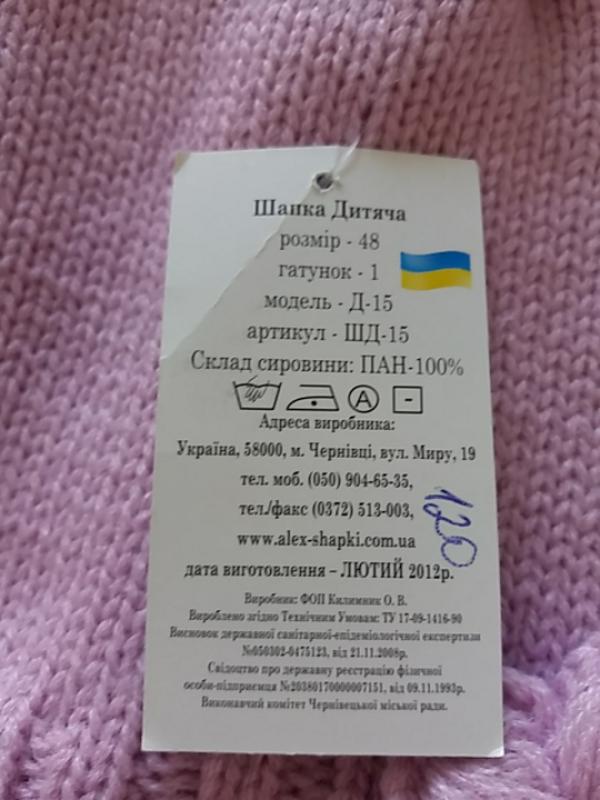 Шапка Дитяча
розмір - 48
гатунок - 1
модель - Д-15
артикул - ШД-15
Склад сировини: ПАН-100%
A
Адреса виробника:
Україна, 58000, м. Чернівці, вул. Миру, 19
тел. моб. (050) 904-65-35,
тел./факс (0372) 513-003,
120
www.alex-shapki.com.ua
дата виготовлення – ЛЮТИЙ 2012р.
Виробник: ФОП Килимник О. В.
Вироблено згідно Технічним Умовам: ТУ 17-09-1416-90
Висновок державної санітарної-епідеміологічної експертизи
№050302-0475123, від 21.11.2008р.
Свідоцтво про державну реєстрацію фізичної
особи-підприємця №20380170000007151, від 09.11.1993р.
Виконавчий комітет Чернівецької міської ради.